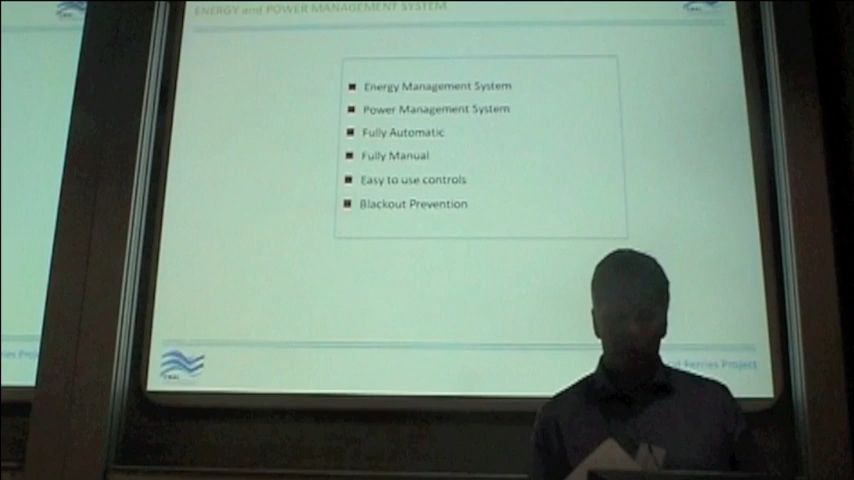 ENERGY and POWER MANAGEMENT SYSTEM
Energy Management System
Power Management System
Fully Automatic
Fully Manual
Easy to use controls
Blackout Prevention
Ferries Project